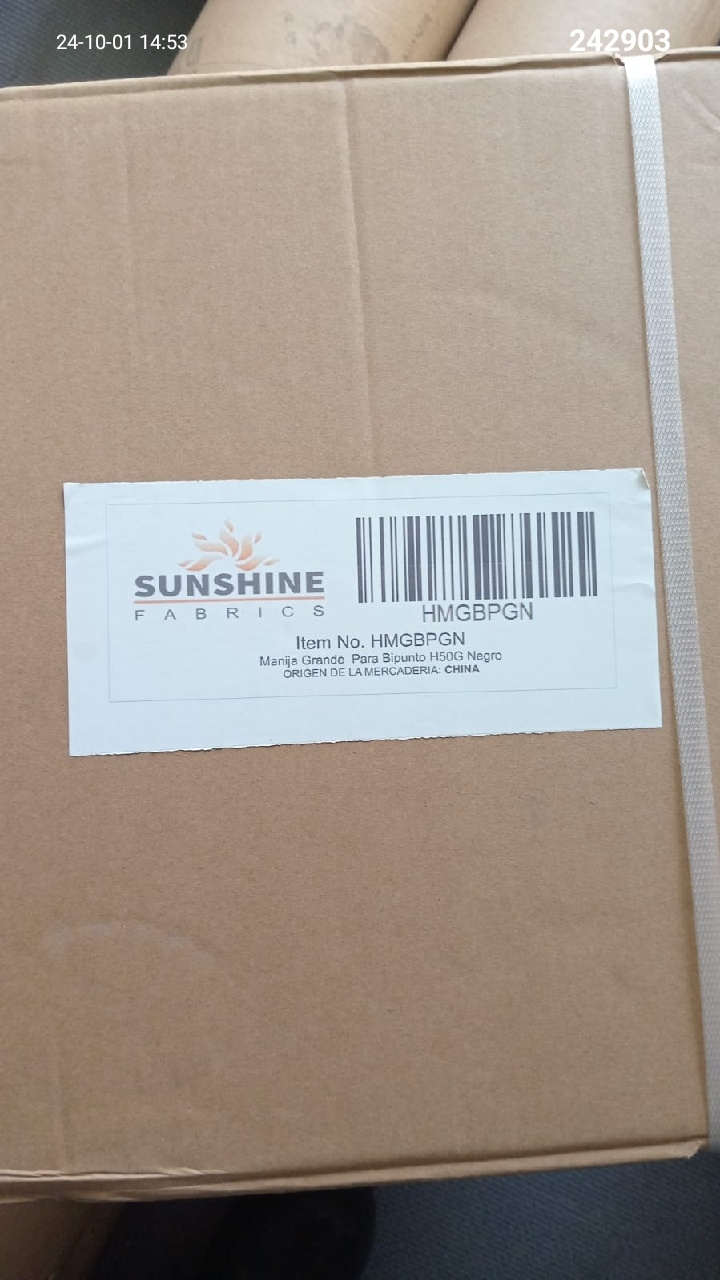 24-10-01 14:53
242903
SUNSHINE
FABRICS
HMGBPGN
Item No. HMGBPGN
Manija Grande Para Bipunto H50G Negro
ORIGEN DE LA MERCADERIA: CHINA